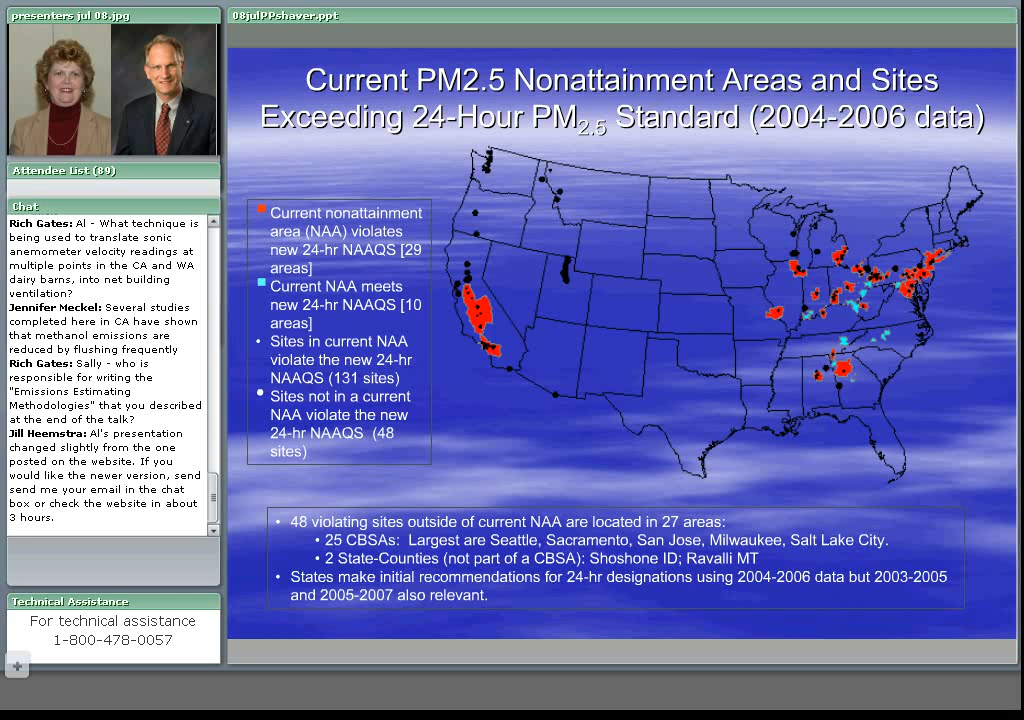 presenters jul 08.jpg
Attendee List (89)
Chat
Rich Gates: Al - What technique is
being used to translate sonic
anemometer velocity readings at
multiple points in the CA and WA
dairy barns, into net building
ventilation?
Jennifer Meckel: Several studies
completed here in CA have shown
that methanol emissions are
reduced by flushing frequently
Rich Gates: Sally - who is
responsible for writing the
"Emissions Estimating
Methodologies" that you described
at the end of the talk?
Jill Heemstra: Al's presentation
changed slightly from the one
posted on the website. If you
would like the newer version, send
send me your email in the chat
box or check the website in about
3 hours.
Technical Assistance
For technical assistance
1-800-478-0057
08julPPshaver.ppt
Current PM2.5 Nonattainment Areas and Sites
Exceeding 24-Hour PM2.5 Standard (2004-2006 data)
Current nonattainment
area (NAA) violates
new 24-hr NAAQS [29
areas]
Current NAA meets
new 24-hr NAAQS [10
areas]
• Sites in current NAA
violate the new 24-hr
NAAQS (131 sites)
• Sites not in a current
NAA violate the new
24-hr NAAQS (48
sites)
• 48 violating sites outside of current NAA are located in 27 areas:
• 25 CBSAs: Largest are Seattle, Sacramento, San Jose, Milwaukee, Salt Lake City.
• 2 State-Counties (not part of a CBSA): Shoshone ID; Ravalli MT
• States make initial recommendations for 24-hr designations using 2004-2006 data but 2003-2005
and 2005-2007 also relevant.